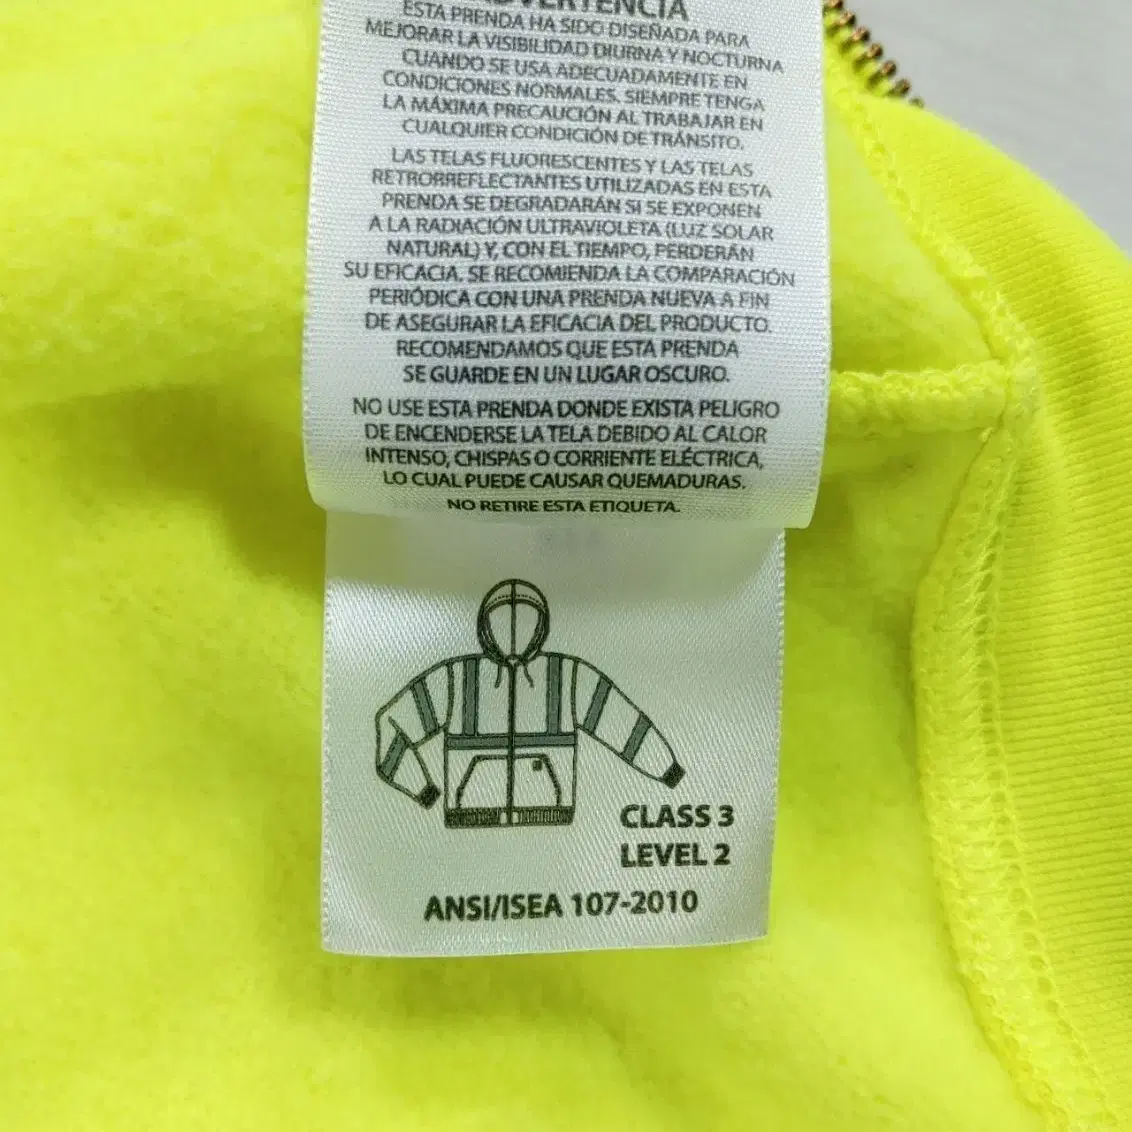 ADVERTENCIA
ESTA PRENDA HA SIDO DISEÑADA PARA
MEJORAR LA VISIBILIDAD DIURNA Y NOCTURNA
CUANDO SE USA ADECUADAMENTE EN
CONDICIONES NORMALES. SIEMPRE TENGA
LA MÁXIMA PRECAUCIÓN AL TRABAJAR EN
CUALQUIER CONDICIÓN DE TRÁNSITO.
LAS TELAS FLUORESCENTES Y LAS TELAS
RETRORREFLECTANTES UTILIZADAS EN ESTA
PRENDA SE DEGRADARÁN SI SE EXPONEN
A LA RADIACIÓN ULTRAVIOLETA (LUZ SOLAR
NATURAL) Y, CON EL TIEMPO, PERDERÁN
SU EFICACIA. SE RECOMIENDA LA COMPARACIÓN
PERIÓDICA CON UNA PRENDA NUEVA A FIN
DE ASEGURAR LA EFICACIA DEL PRODUCTO.
RECOMENDAMOS QUE ESTA PRENDA
SE GUARDE EN UN LUGAR OSCURO.
NO USE ESTA PRENDA DONDE EXISTA PELIGRO
DE ENCENDERSE LA TELA DEBIDO AL CALOR
INTENSO, CHISPAS O CORRIENTE ELÉCTRICA,
LO CUAL PUEDE CAUSAR QUEMADURAS.
NO RETIRE ESTA ETIQUETA.
CLASS 3
LEVEL 2
ANSI/ISEA 107-2010